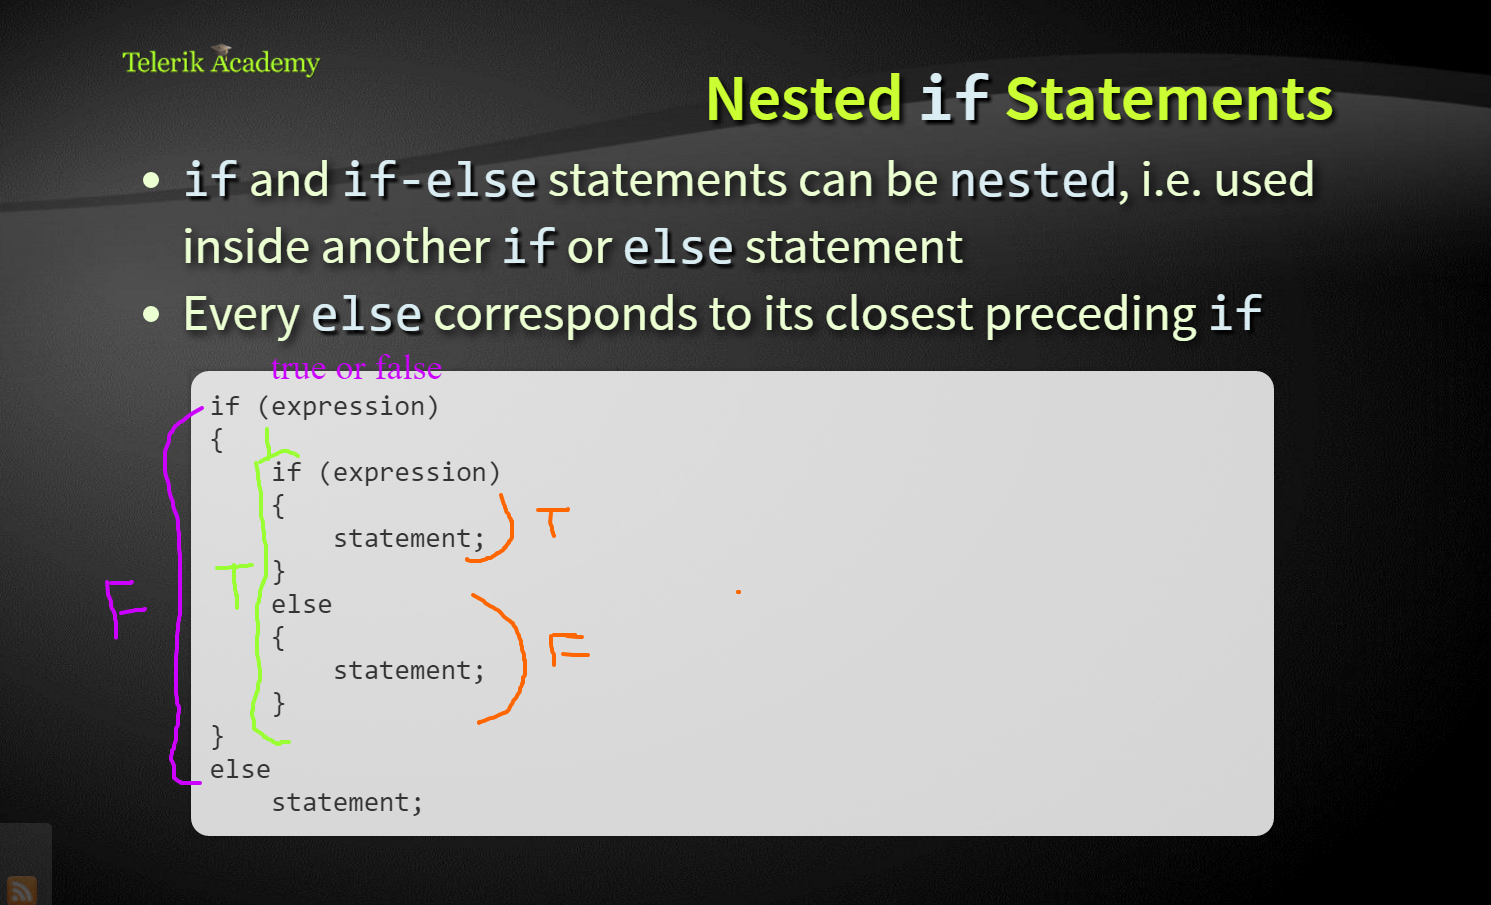 Telerik Academy
Nested if Statements
• if and if-else statements can be nested, i.e. used
inside another if or else statement
• Every else corresponds to its closest preceding if
true or false
if (expression)
{
    if (expression)
    {
        statement;
    }
    else
    {
        statement;
    }
}
else
    statement;
T
T
F
F